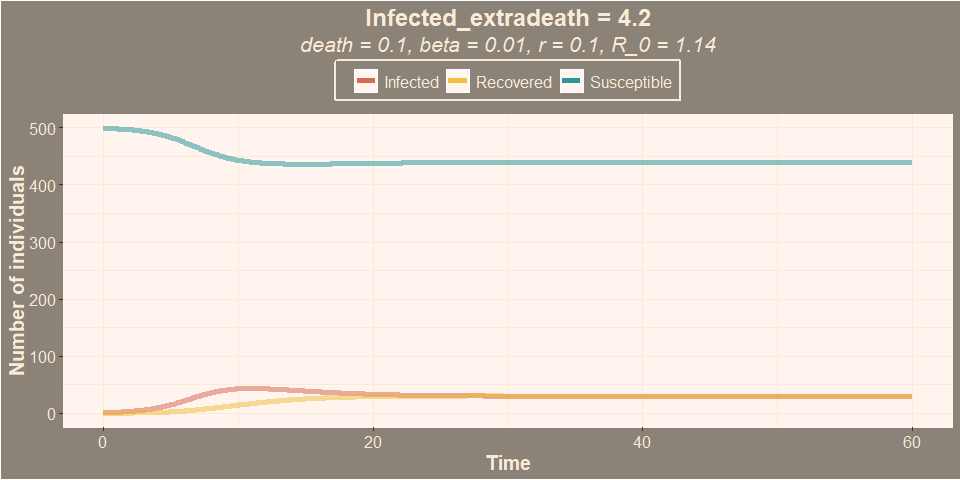 Infected_extradeath = 4.2
death = 0.1, beta = 0.01, r = 0.1, R_0 = 1.14
Infected Recovered Susceptible
Number of individuals
500
400
300
200
100
0
0 20 40 60
Time